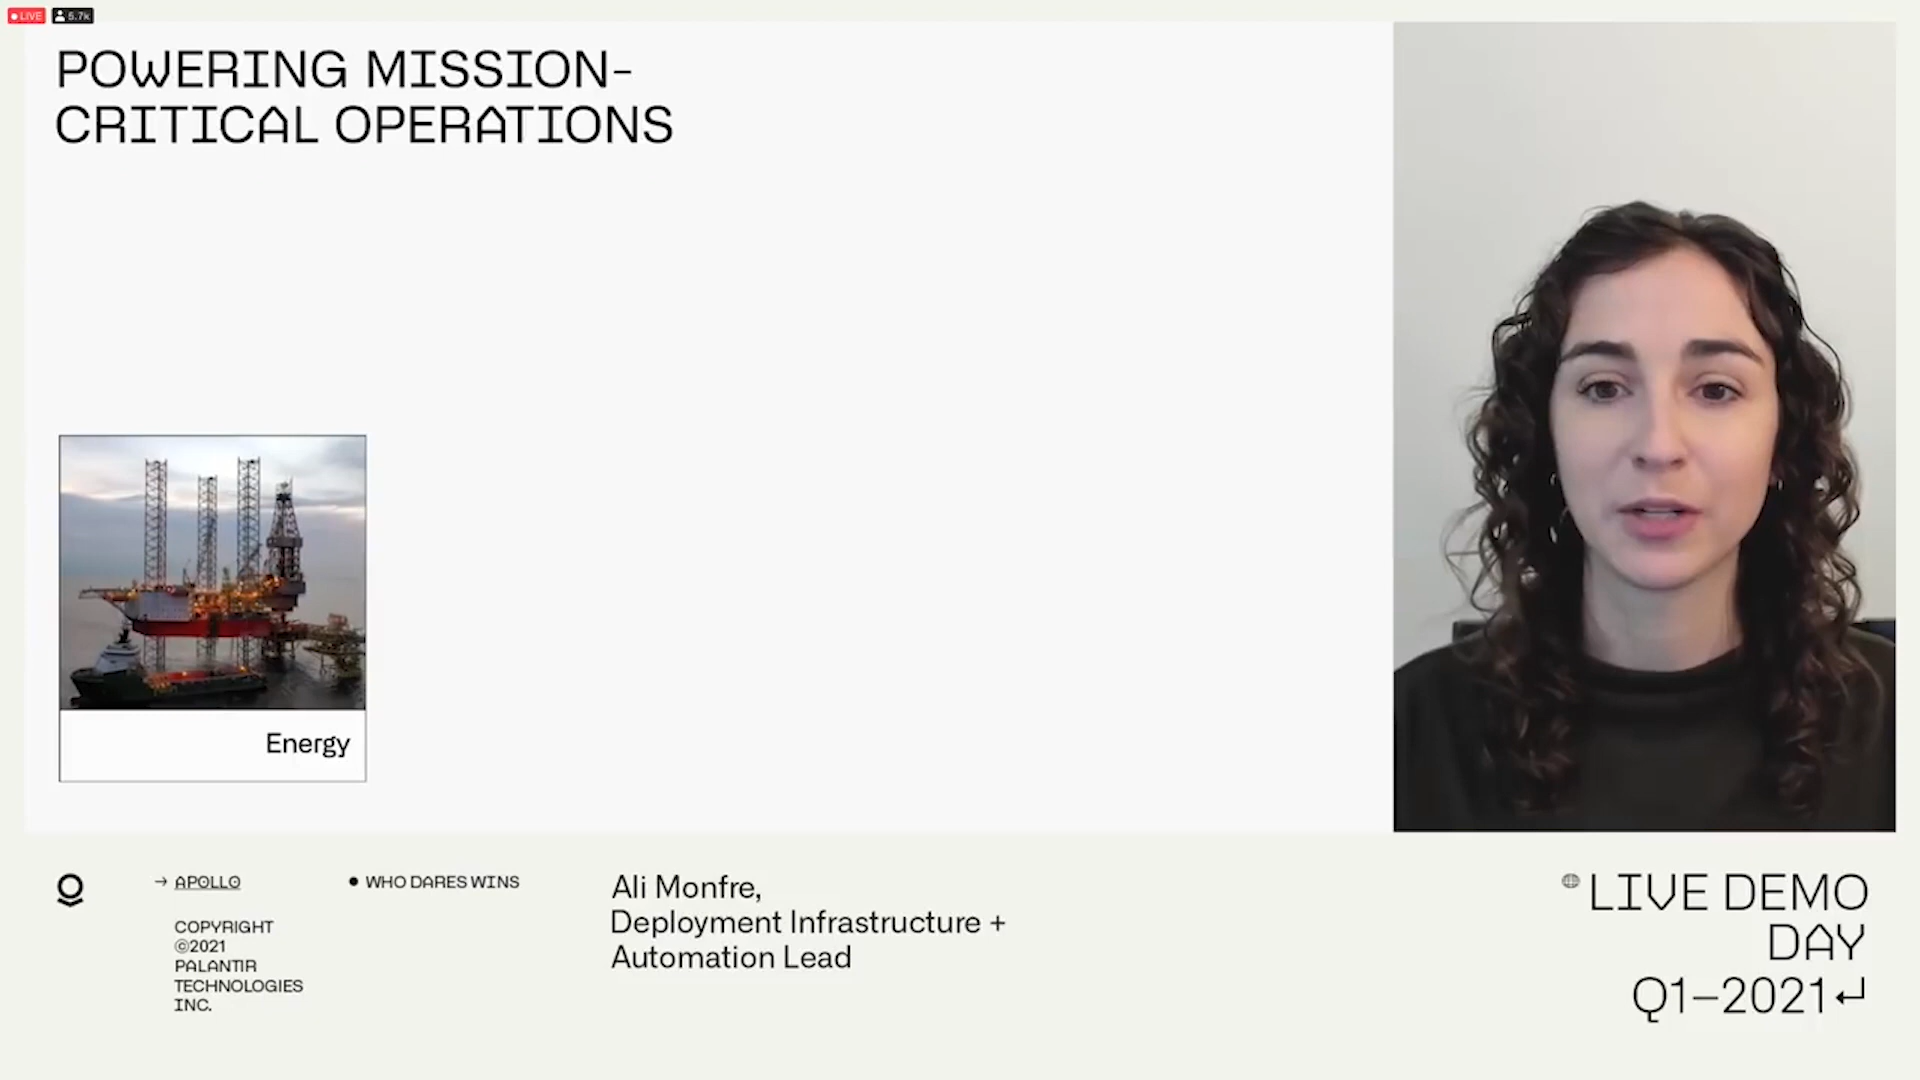 LIVE 5.7k
POWERING MISSION-
CRITICAL OPERATIONS
Energy
→ APOLLO
COPYRIGHT
©2021
PALANTIR
TECHNOLOGIES
INC.
● WHO DARES WINS
Ali Monfre,
Deployment Infrastructure +
Automation Lead
LIVE DEMO
DAY
Q1–2021↵